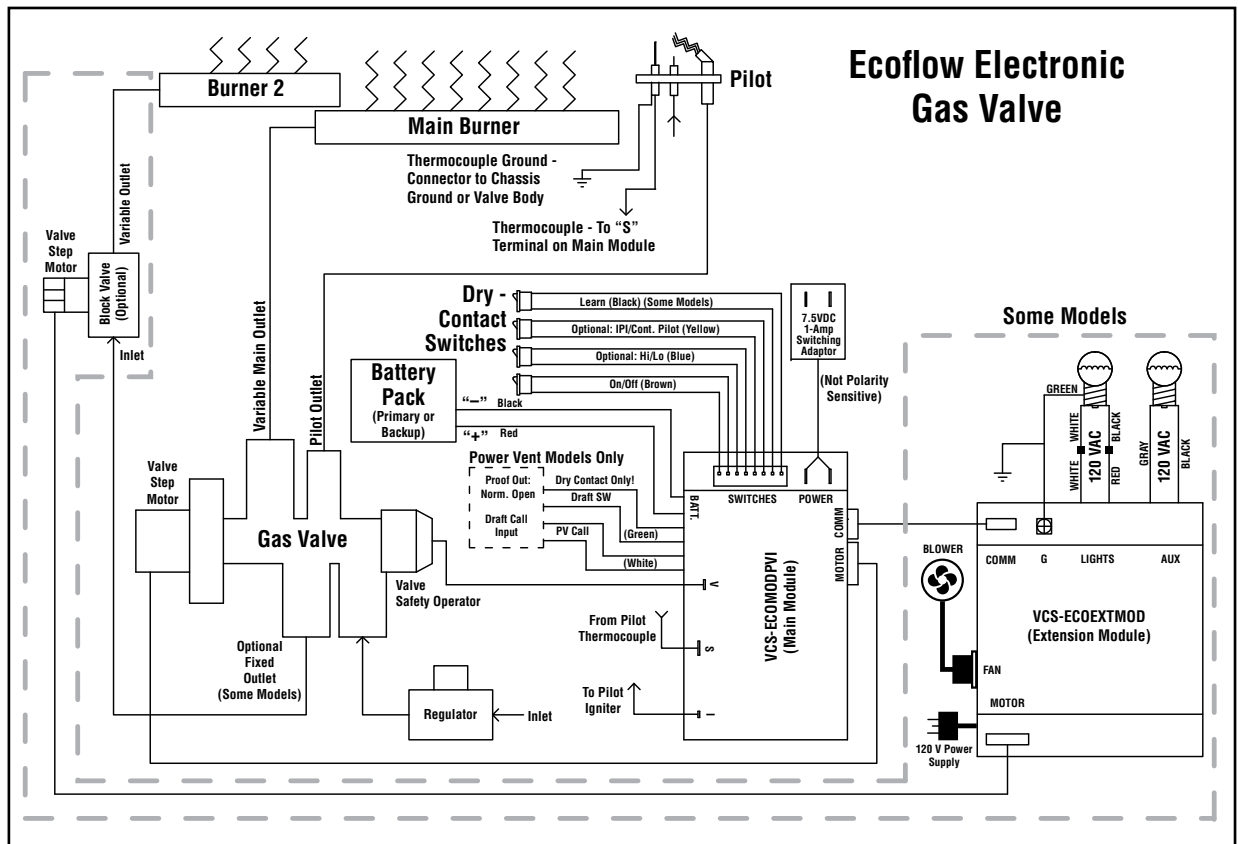 Ecoflow Electronic
Gas Valve
Burner 2
Main Burner
Pilot
Thermocouple Ground -
Connector to Chassis
Ground or Valve Body
Thermocouple - To “S”
Terminal on Main Module
Variable Outlet
Valve
Step
Motor
Block Valve
(Optional)
Inlet
Variable Main Outlet
Pilot Outlet
Dry -
Contact
Switches
Learn (Black) (Some Models)
Optional: IPI/Cont. Pilot (Yellow)
Optional: Hi/Lo (Blue)
On/Off (Brown)
7.5VDC
1-Amp
Switching
Adaptor
(Not Polarity
Sensitive)
Battery
Pack
(Primary or
Backup)
“–” Black
“+” Red
Power Vent Models Only
Proof Out:
Norm. Open
Draft Call
Input
Dry Contact Only!
Draft SW
(Green)
PV Call
(White)
Valve
Step
Motor
Gas Valve
Valve
Safety Operator
Optional
Fixed
Outlet
(Some Models)
Regulator
Inlet
From Pilot
Thermocouple
To Pilot
Igniter
SWITCHES
POWER
BATT.
COMM
MOTOR
V
S
I
VCS-ECOMODPVI
(Main Module)
Some Models
GREEN
WHITE
WHITE
120 VAC
BLACK
RED
GRAY
120 VAC
BLACK
BLOWER
COMM
G
LIGHTS
AUX
VCS-ECOEXTMOD
(Extension Module)
FAN
MOTOR
120 V Power
Supply